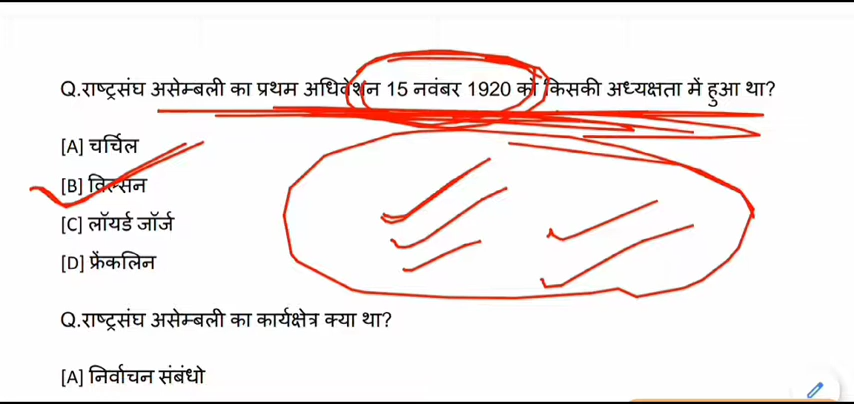 Q.राष्ट्रसंघ असेम्बली का प्रथम अधिवेशन 15 नवंबर 1920 को किसकी अध्यक्षता में हुआ था?
[A] चर्चिल
[B] विल्सन
[C] लॉयर्ड जॉर्ज
[D] फ्रेंकलिन
Q.राष्ट्रसंघ असेम्बली का कार्यक्षेत्र क्या था?
[A] निर्वाचन संबंधो